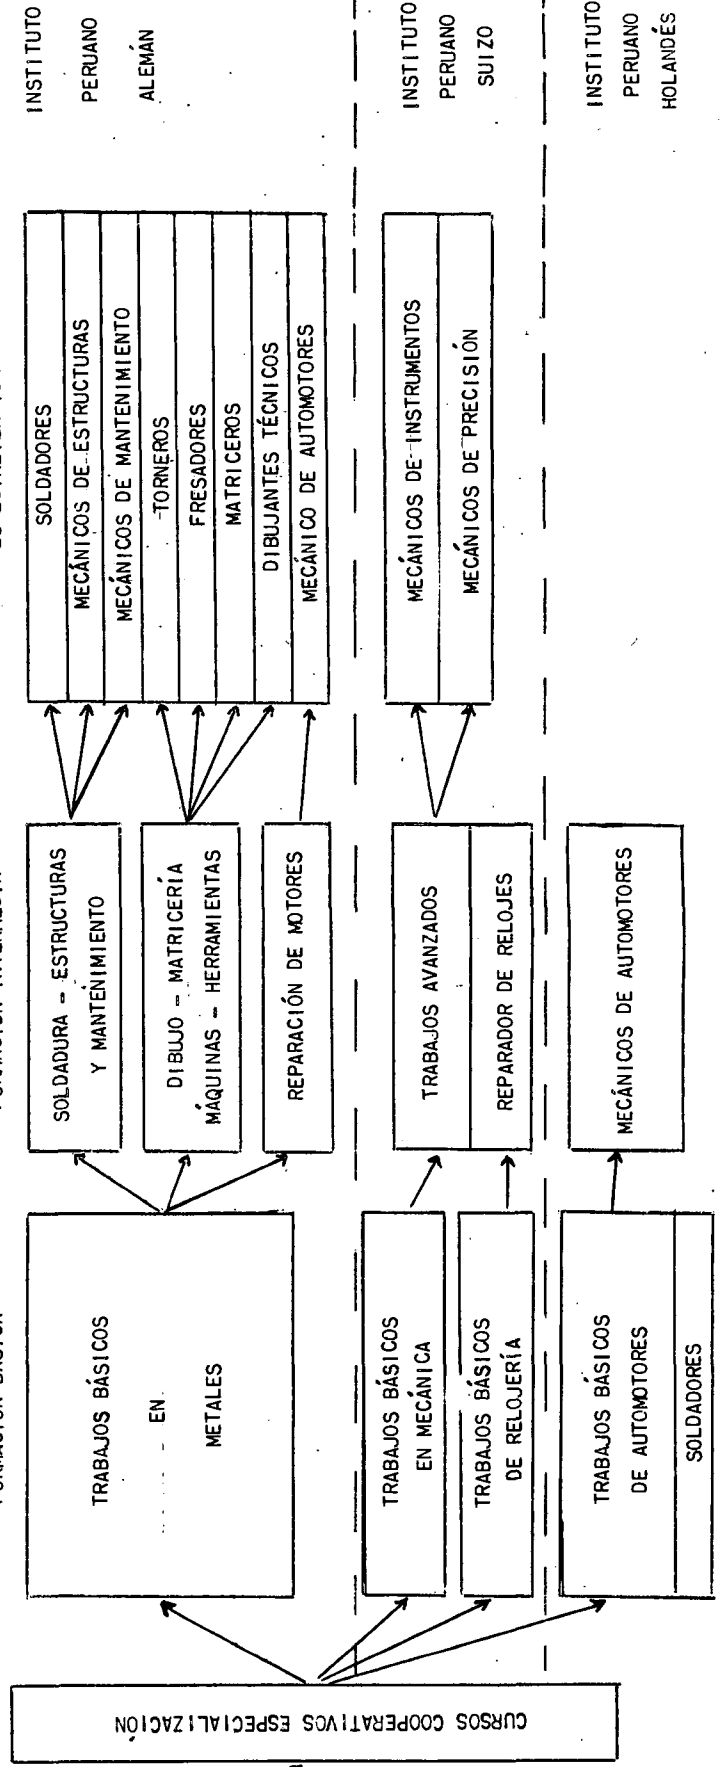 CURSOS COOPERATIVOS ESPECIALIZACIÓN
TRABAJOS BÁSICOS
EN
METALES
SOLDADURA - ESTRUCTURAS
Y MANTENIMIENTO
DIBUJO - MATRICERÍA
MÁQUINAS - HERRAMIENTAS
REPARACIÓN DE MOTORES
SOLDADORES
MECÁNICOS DE ESTRUCTURAS
MECÁNICOS DE MANTENIMIENTO
TORNEROS
FRESADORES
MATRICEROS
DIBUJANTES TÉCNICOS
MECÁNICO DE AUTOMOTORES
INSTITUTO
PERUANO
ALEMÁN
TRABAJOS BÁSICOS
EN MECÁNICA
TRABAJOS BÁSICOS
DE RELOJERÍA
TRABAJOS AVANZADOS
REPARADOR DE RELOJES
MECÁNICOS DE INSTRUMENTOS
MECÁNICOS DE PRECISIÓN
INSTITUTO
PERUANO
SUIZO
TRABAJOS BÁSICOS
DE AUTOMOTORES
SOLDADORES
MECÁNICOS DE AUTOMOTORES
INSTITUTO
PERUANO
HOLANDÉS